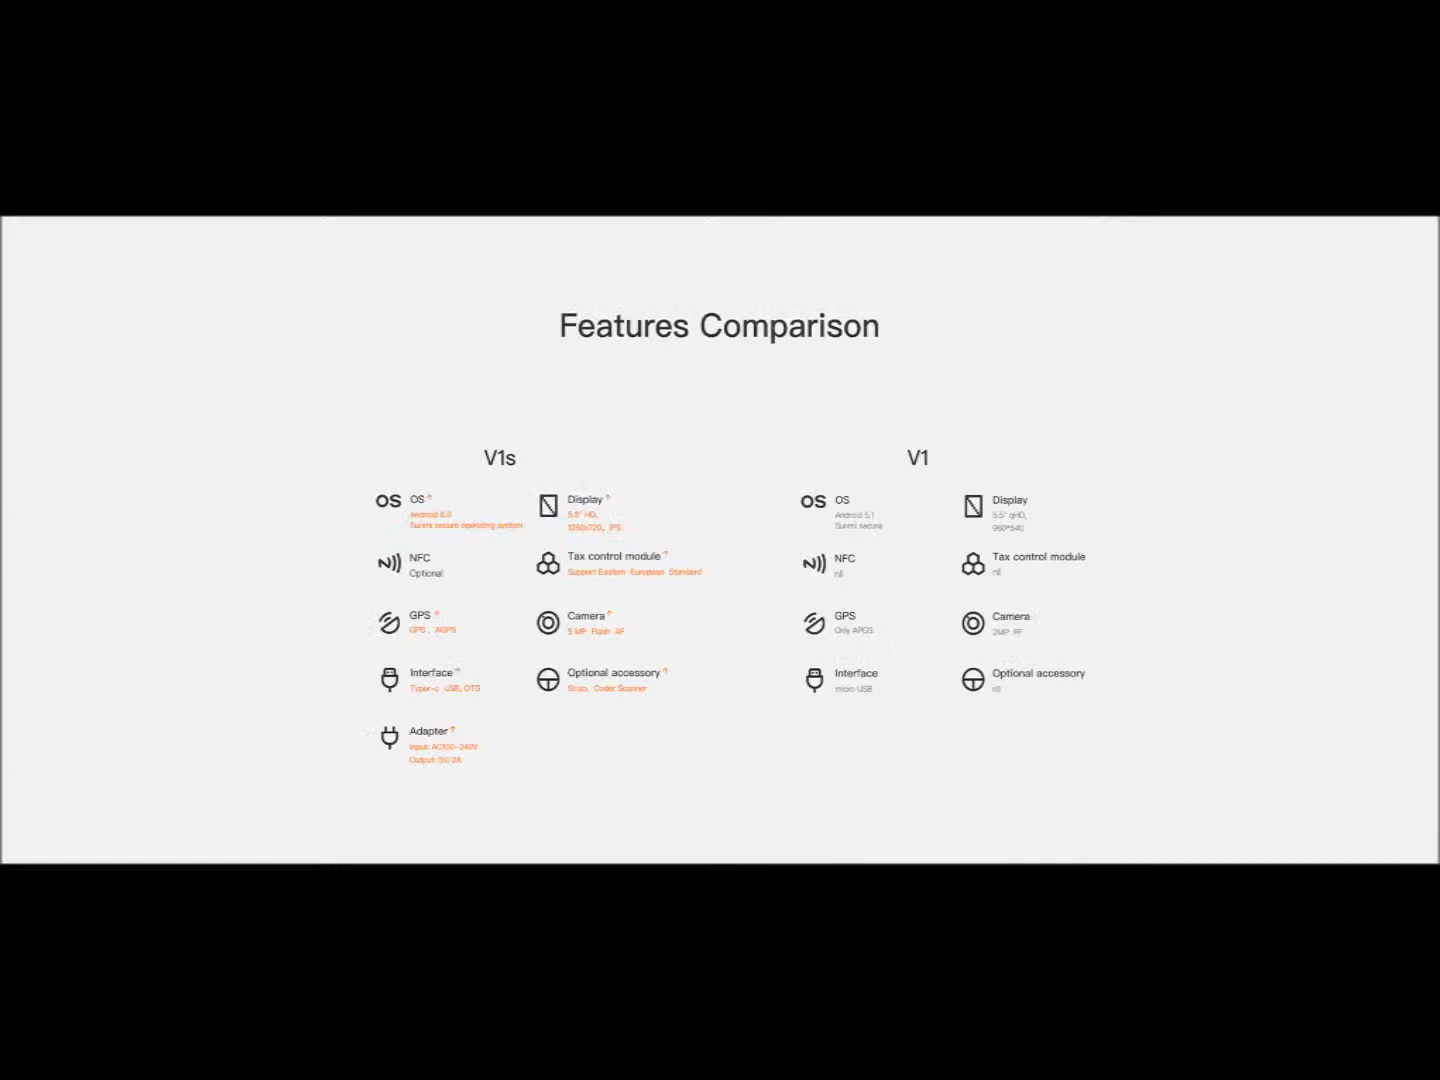 Features Comparison
V1s
OS OS↑
Android 6.0
Sunmi secure operating system
Display↑
5.5" HD,
1280x720, IPS
NFC
Optional
Tax control module↑
Support Eastern European Standard
GPS↑
GPS , AGPS
Camera↑
5 MP Flash AF
Interface↑
Typer-c USB, OTG
Optional accessory↑
Strap, Coder Scanner
Adapter↑
Input: AC100-240V
Output: 5V/2A
V1
OS OS
Android 5.1
Sunmi secure
Display
5.5" qHD,
960*540
NFC
nil
Tax control module
nil
GPS
Only APGS
Camera
2MP FF
Interface
micro-USB
Optional accessory
nil